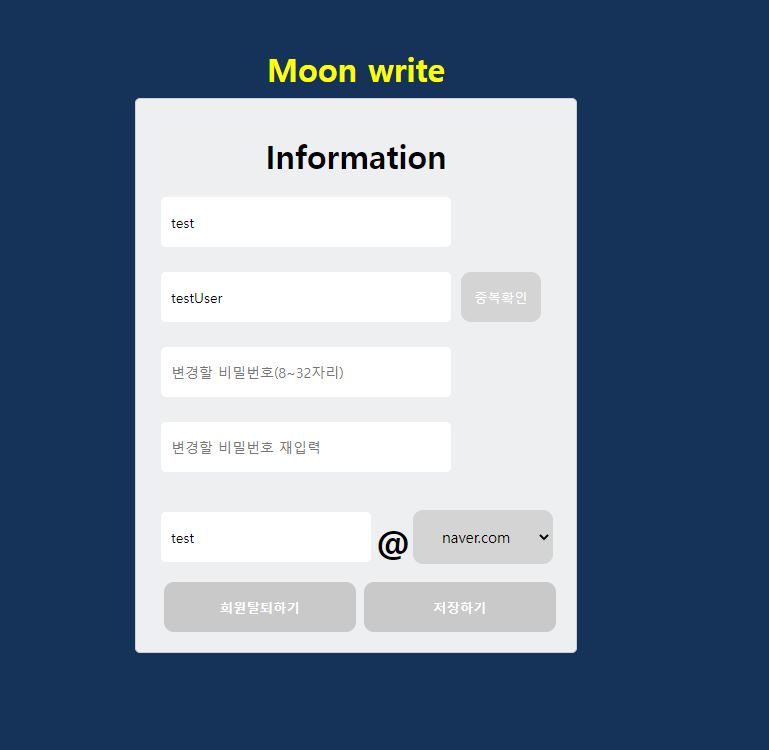 Moon write
Information
test
testUser 중복확인
변경할 비밀번호(8~32자리)
변경할 비밀번호 재입력
test @ naver.com
회원탈퇴하기 저장하기